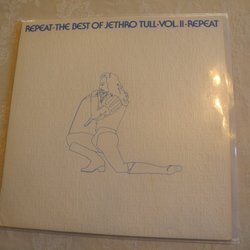 REPEAT·THE BEST OF JETHRO TULL·VOL. II·REPEAT